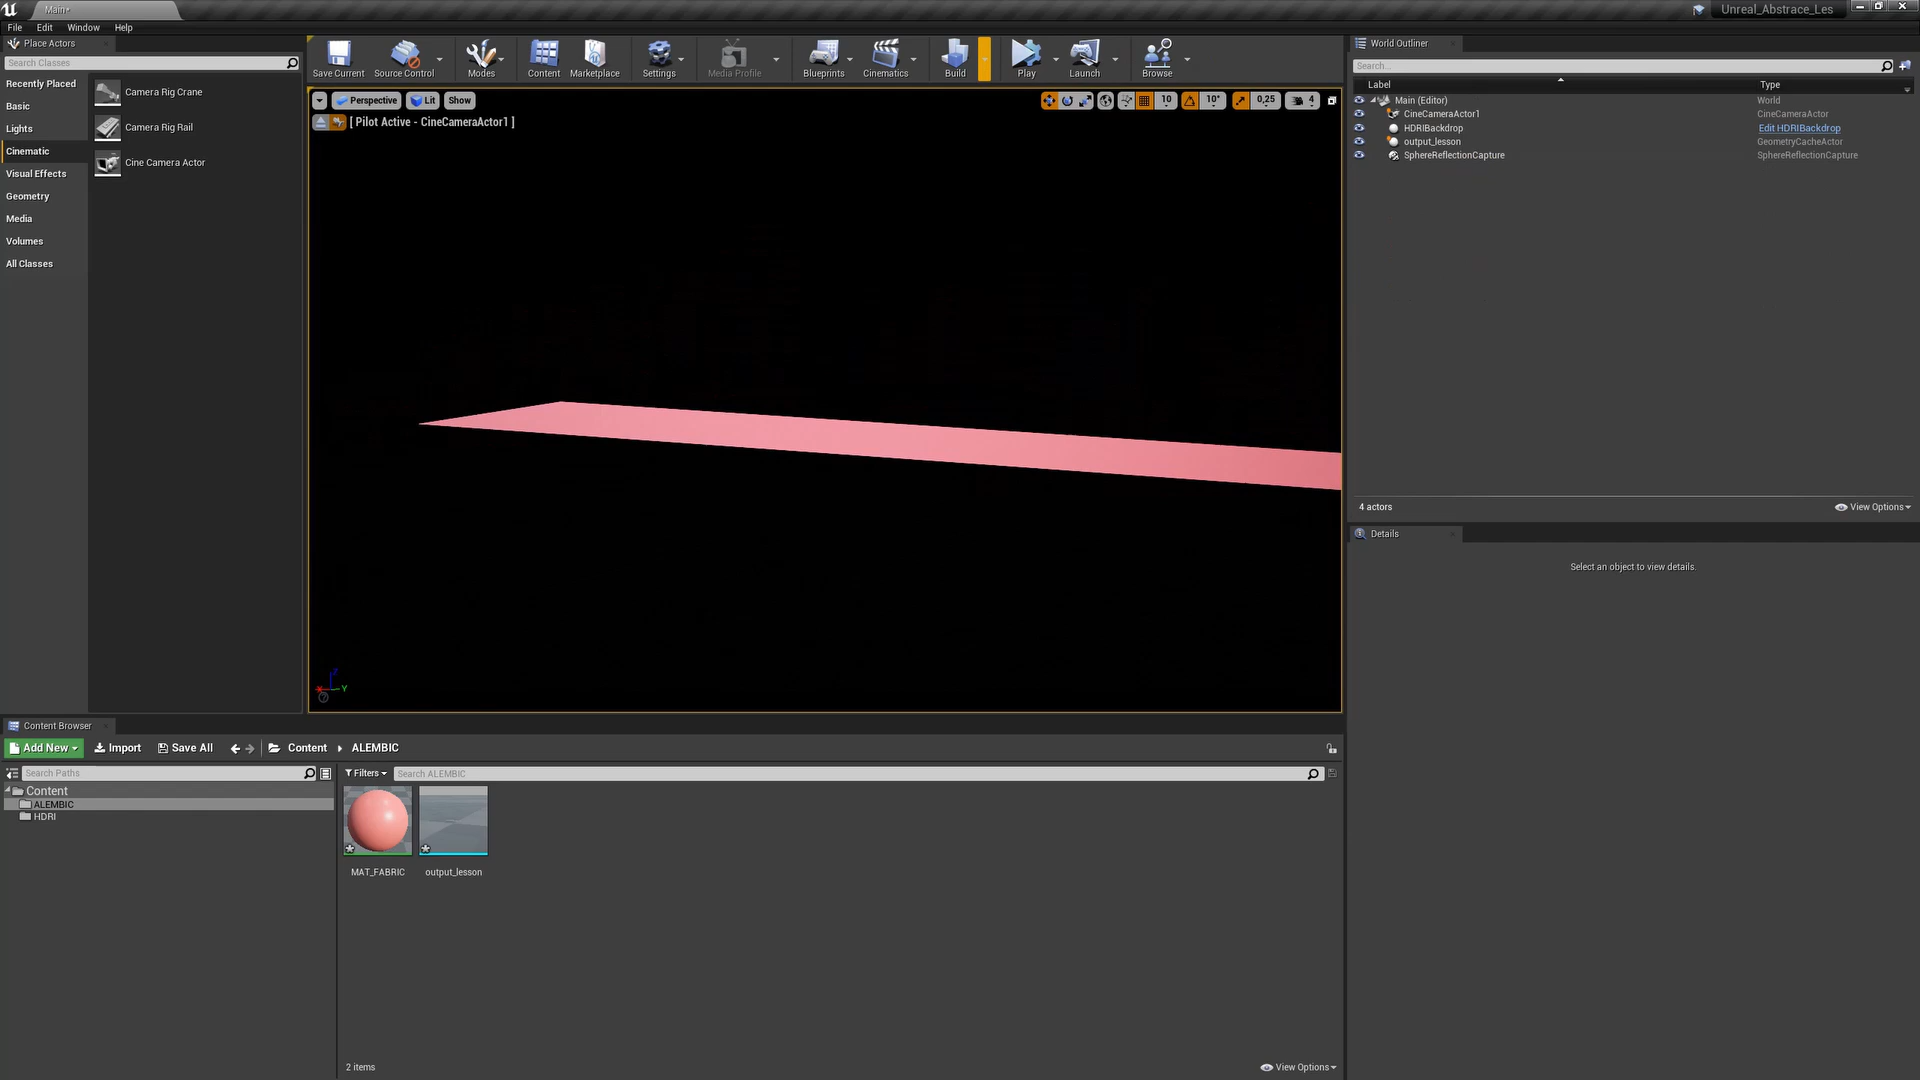 Main*
Unreal_Abstrace_Les
File Edit Window Help
Place Actors
Search Classes
Recently Placed
Basic
Lights
Cinematic
Visual Effects
Geometry
Media
Volumes
All Classes
Camera Rig Crane
Camera Rig Rail
Cine Camera Actor
Save Current
Source Control
Modes
Content
Marketplace
Settings
Media Profile
Blueprints
Cinematics
Build
Play
Launch
Browse
Perspective Lit Show
10 10° 0,25 4
[ Pilot Active - CineCameraActor1 ]
Z
X Y
World Outliner
Search...
Label Type
Main (Editor) World
CineCameraActor1 CineCameraActor
HDRIBackdrop Edit HDRIBackdrop
output_lesson GeometryCacheActor
SphereReflectionCapture SphereReflectionCapture
4 actors View Options
Details
Select an object to view details.
Content Browser
Add New Import Save All Content ALEMBIC
Search Paths
Content
ALEMBIC
HDRI
Filters Search ALEMBIC
MAT_FABRIC output_lesson
2 items View Options